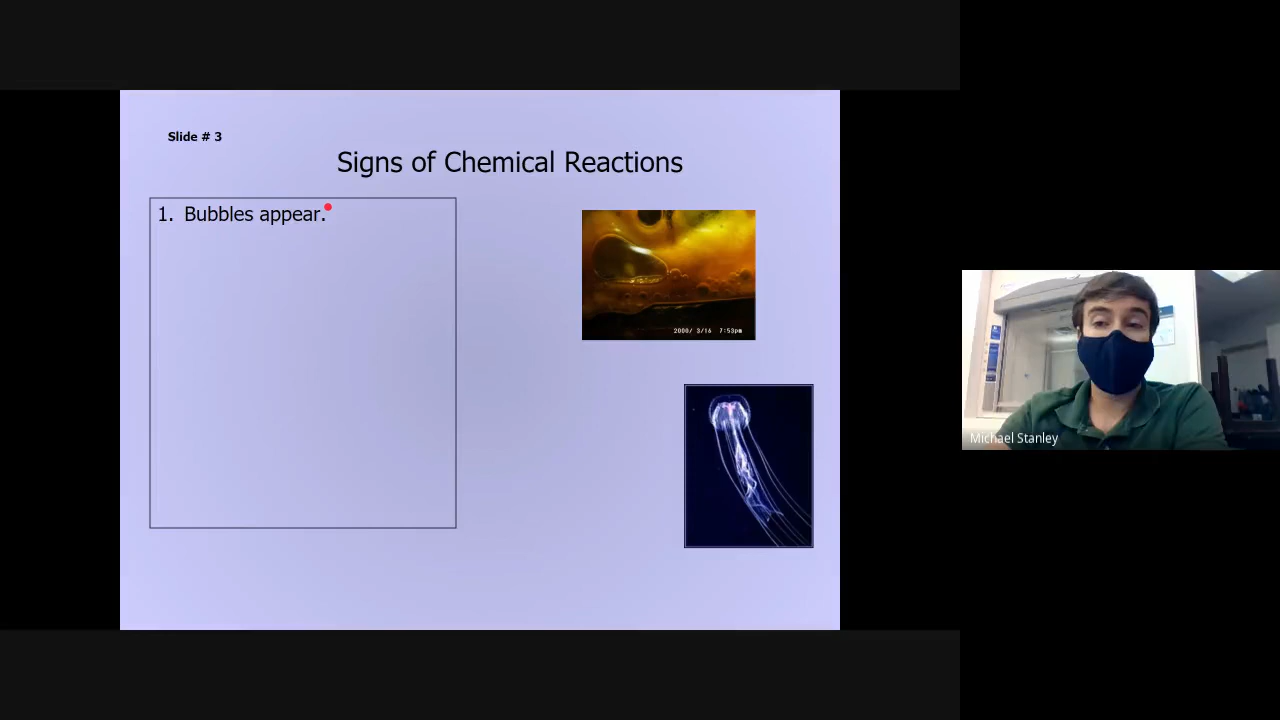 Slide # 3
Signs of Chemical Reactions
1. Bubbles appear.
2000/ 3/16 7:53pm
Michael Stanley